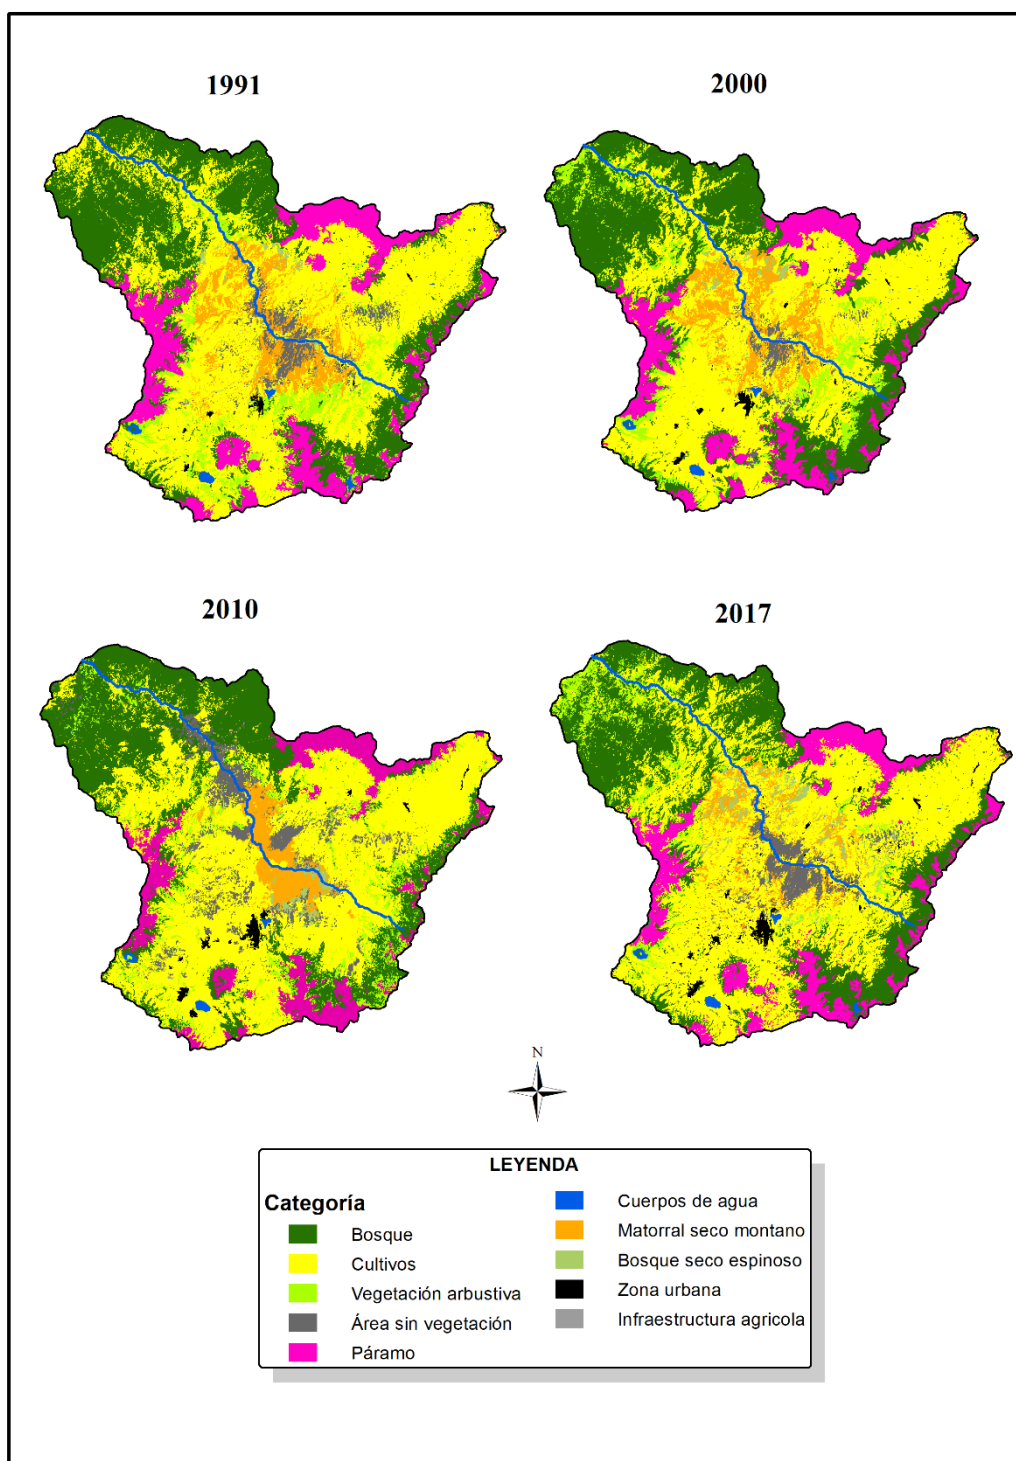 1991
2000
2010
2017
N
LEYENDA
Categoría
Bosque
Cultivos
Vegetación arbustiva
Área sin vegetación
Páramo
Cuerpos de agua
Matorral seco montano
Bosque seco espinoso
Zona urbana
Infraestructura agricola